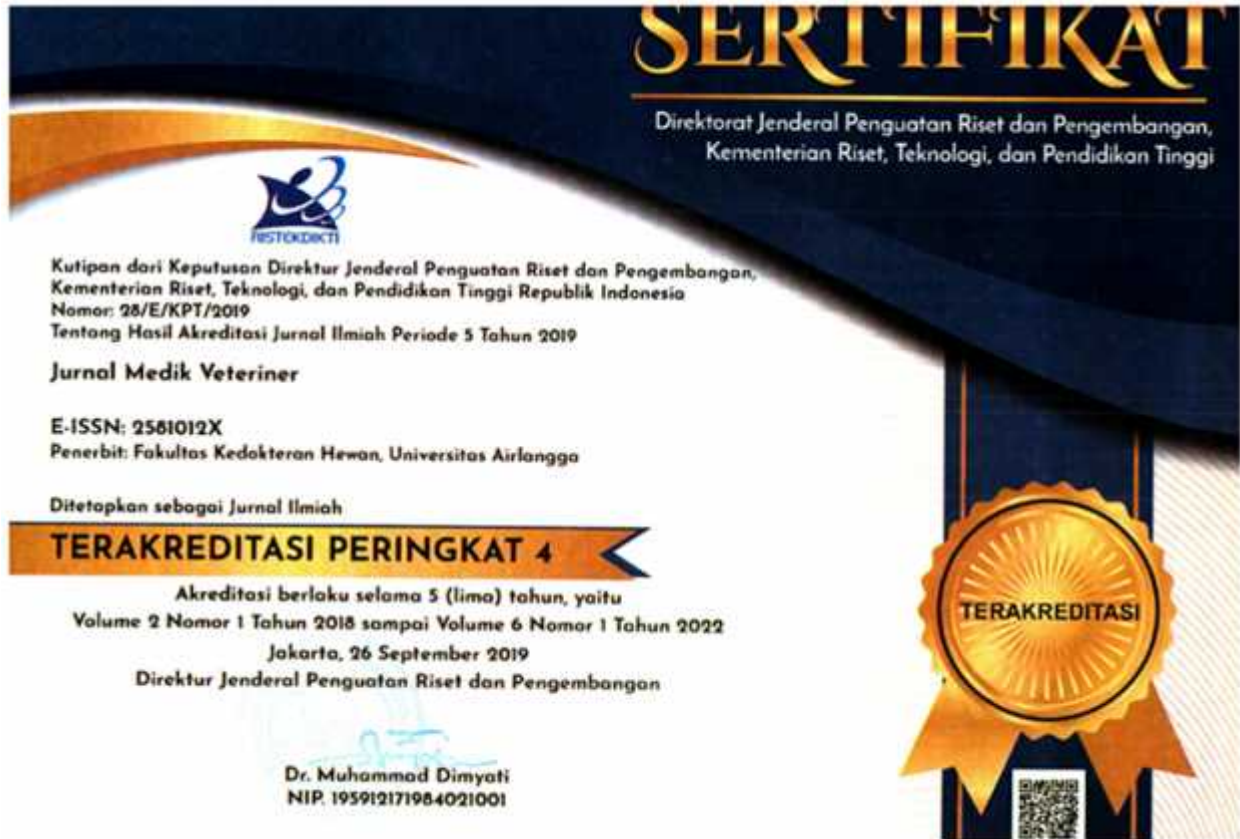 SERTIFIKAT
Direktorat Jenderal Penguatan Riset dan Pengembangan,
Kementerian Riset, Teknologi, dan Pendidikan Tinggi
RISTEKDIKTI
Kutipan dari Keputusan Direktur Jenderal Penguatan Riset dan Pengembangan,
Kementerian Riset, Teknologi, dan Pendidikan Tinggi Republik Indonesia
Nomor: 28/E/KPT/2019
Tentang Hasil Akreditasi Jurnal Ilmiah Periode 5 Tahun 2019
Jurnal Medik Veteriner
E-ISSN: 2581012X
Penerbit: Fakultas Kedokteran Hewan, Universitas Airlangga
Ditetapkan sebagai Jurnal Ilmiah
TERAKREDITASI PERINGKAT 4
Akreditasi berlaku selama 5 (lima) tahun, yaitu
Volume 2 Nomor 1 Tahun 2018 sampai Volume 6 Nomor 1 Tahun 2022
Jakarta, 26 September 2019
Direktur Jenderal Penguatan Riset dan Pengembangan
Dr. Muhammad Dimyati
NIP. 195912171984021001
TERAKREDITASI